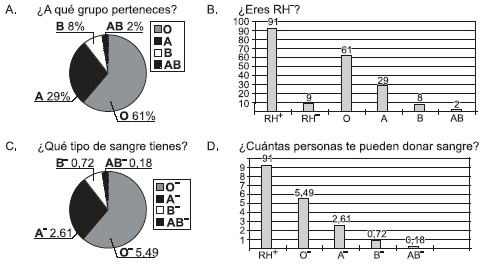 A. ¿A qué grupo perteneces?
B 8%
AB 2%
A 29%
O 61%
O
A
B
AB
B. ¿Eres RH⁻?
100
90
80
70
60
50
40
30
20
10
91
9
61
29
8
2
RH⁺ RH⁻ O A B AB
C. ¿Qué tipo de sangre tienes?
B⁻ 0,72
AB⁻ 0,18
A⁻ 2,61
O⁻ 5,49
O⁻
A⁻
B⁻
AB⁻
D. ¿Cuántas personas te pueden donar sangre?
9
8
7
6
5
4
3
2
1
91
5,49
2,61
0,72
0,18
RH⁺ O⁻ A⁻ B⁻ AB⁻